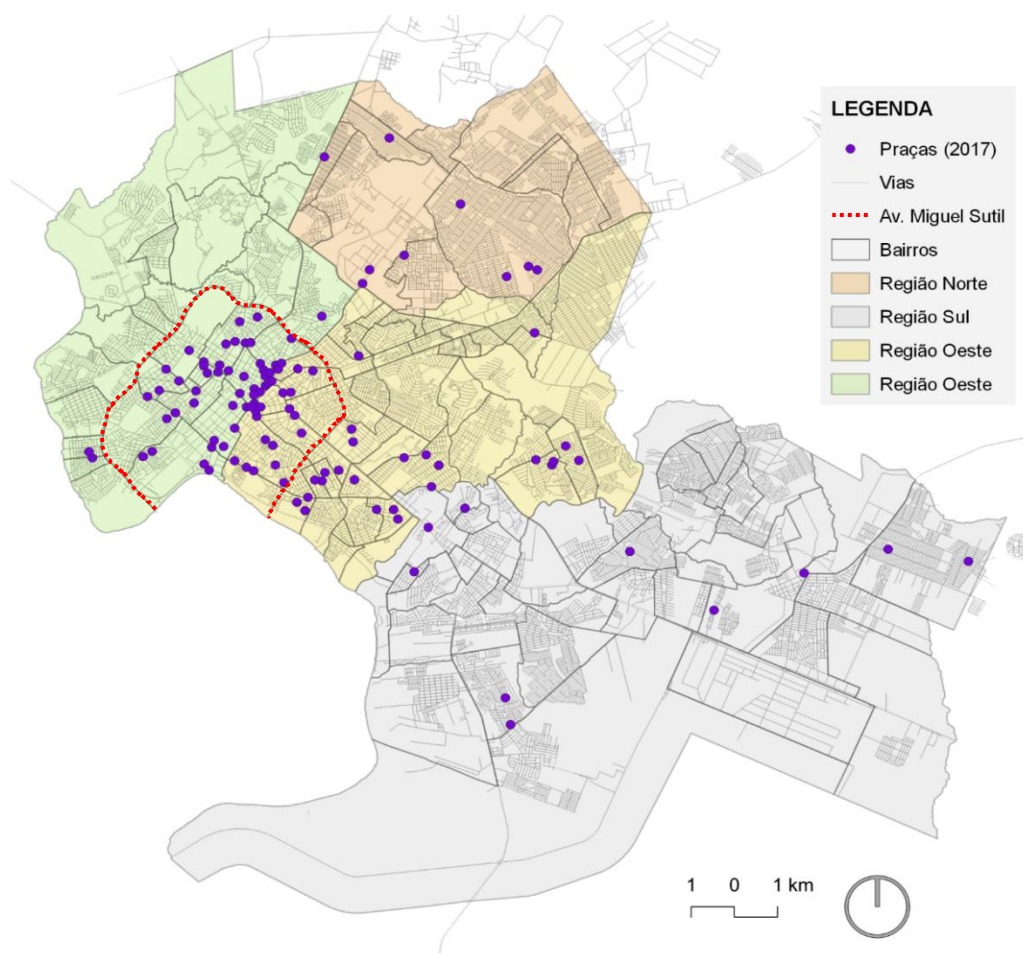 LEGENDA
Praças (2017)
Vias
Av. Miguel Sutil
Bairros
Região Norte
Região Sul
Região Oeste
Região Oeste
1 0 1 km